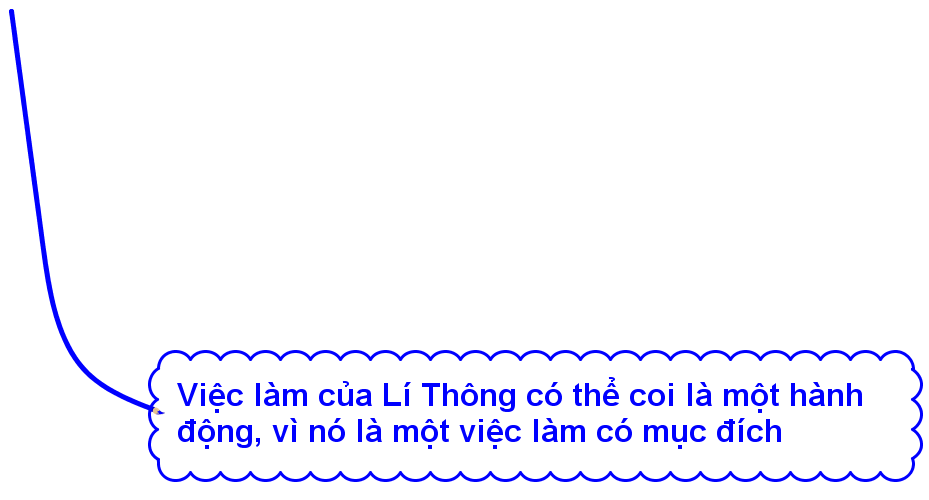 Việc làm của Lí Thông có thể coi là một hành
động, vì nó là một việc làm có mục đích